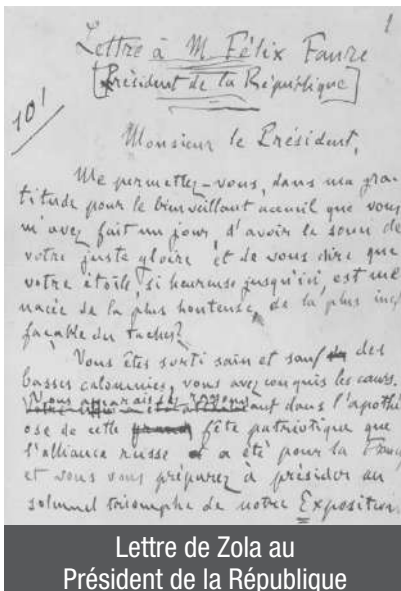 1
Lettre à M. Félix Faure
[Président de la République]
10!
Monsieur le Président,
Me permettez-vous, dans ma gra-
titude pour le bienveillant accueil que vous
m'avez fait un jour, d'avoir le souci de
votre juste gloire et de vous dire que
votre étoile, si heureuse jusqu'ici, est me
nacée de la plus honteuse, de la plus inef
façable des taches?
Vous êtes sorti sain et sauf des
basses calomnies, vous avez conquis les cœurs.
Vous apparaissez rayonnant dans l'apothé
ose de cette fête patriotique que
l'alliance russe a été pour la France
et vous vous préparez à présider au
solennel triomphe de notre Exposition
Lettre de Zola au
Président de la République